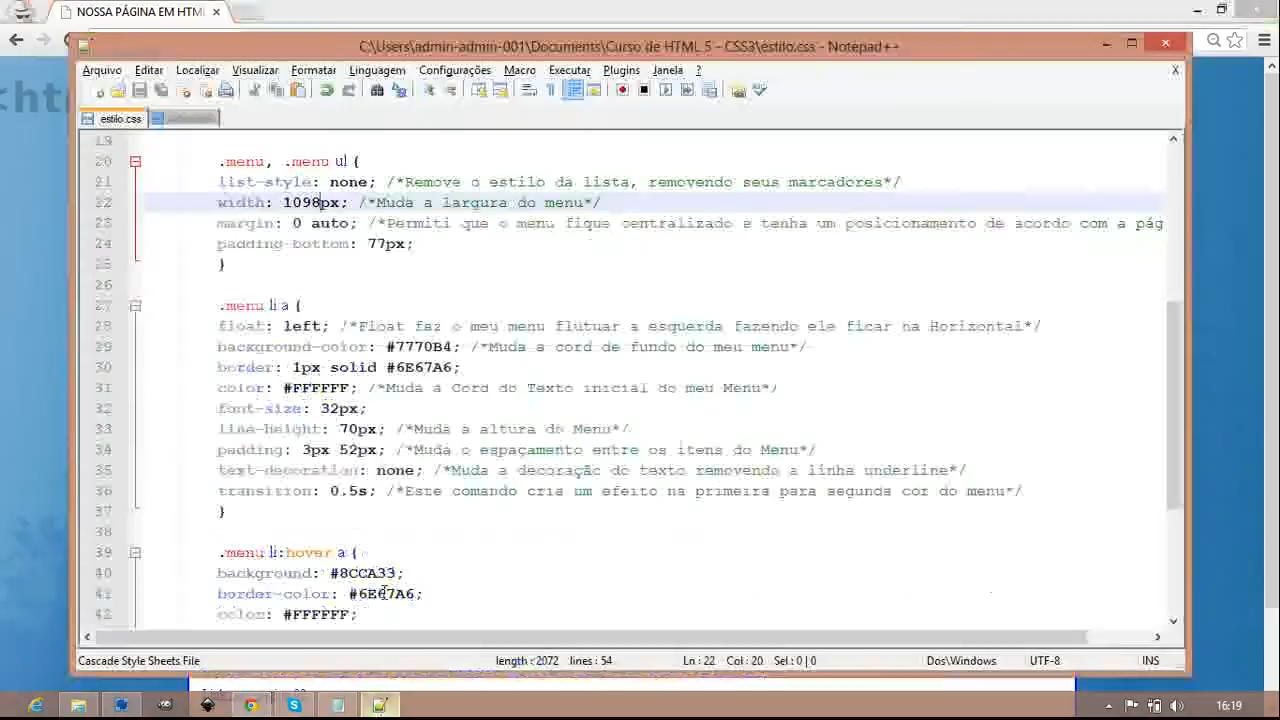 NOSSA PÁGINA EM HTML ×
<ht
C:\Users\admin-admin-001\Documents\Curso de HTML 5 - CSS3\estilo.css - Notepad++
Arquivo Editar Localizar Visualizar Formatar Linguagem Configurações Macro Executar Plugins Janela ? X
estilo.css
19
20 .menu, .menu ul {
21 list-style: none; /*Remove o estilo da lista, removendo seus marcadores*/
22 width: 1098px; /*Muda a largura do menu*/
23 margin: 0 auto; /*Permiti que o menu fique centralizado e tenha um posicionamento de acordo com a pág
24 padding-bottom: 77px;
25 }
26
27 .menu li a {
28 float: left; /*Float faz o meu menu flutuar a esquerda fazendo ele ficar na Horizontal*/
29 background-color: #7770B4; /*Muda a cord de fundo do meu menu*/
30 border: 1px solid #6E67A6;
31 color: #FFFFFF; /*Muda a Cord do Texto inicial do meu Menu*/
32 font-size: 32px;
33 line-height: 70px; /*Muda a altura do Menu*/
34 padding: 3px 52px; /*Muda o espaçamento entre os itens do Menu*/
35 text-decoration: none; /*Muda a decoração do texto removendo a linha underline*/
36 transition: 0.5s; /*Este comando cria um efeito na primeira para segunda cor do menu*/
37 }
38
39 .menu li:hover a {
40 background: #8CCA33;
41 border-color: #6E67A6;
42 color: #FFFFFF;
Cascade Style Sheets File length : 2072 lines : 54 Ln : 22 Col : 20 Sel : 0 | 0 Dos\Windows UTF-8 INS
16:19